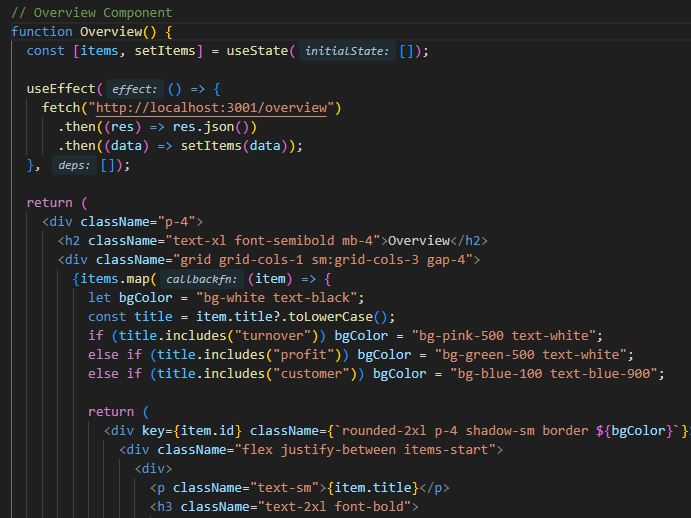 // Overview Component
function Overview() {
  const [items, setItems] = useState( initialState: []);

  useEffect( effect: () => {
    fetch("http://localhost:3001/overview")
      .then((res) => res.json())
      .then((data) => setItems(data));
  }, deps: []);

  return (
    <div className="p-4">
      <h2 className="text-xl font-semibold mb-4">Overview</h2>
      <div className="grid grid-cols-1 sm:grid-cols-3 gap-4">
        {items.map( callbackfn: (item) => {
          let bgColor = "bg-white text-black";
          const title = item.title?.toLowerCase();
          if (title.includes("turnover")) bgColor = "bg-pink-500 text-white";
          else if (title.includes("profit")) bgColor = "bg-green-500 text-white";
          else if (title.includes("customer")) bgColor = "bg-blue-100 text-blue-900";

          return (
            <div key={item.id} className={`rounded-2xl p-4 shadow-sm border ${bgColor}`}
              <div className="flex justify-between items-start">
                <div>
                  <p className="text-sm">{item.title}</p>
                  <h3 className="text-2xl font-bold">